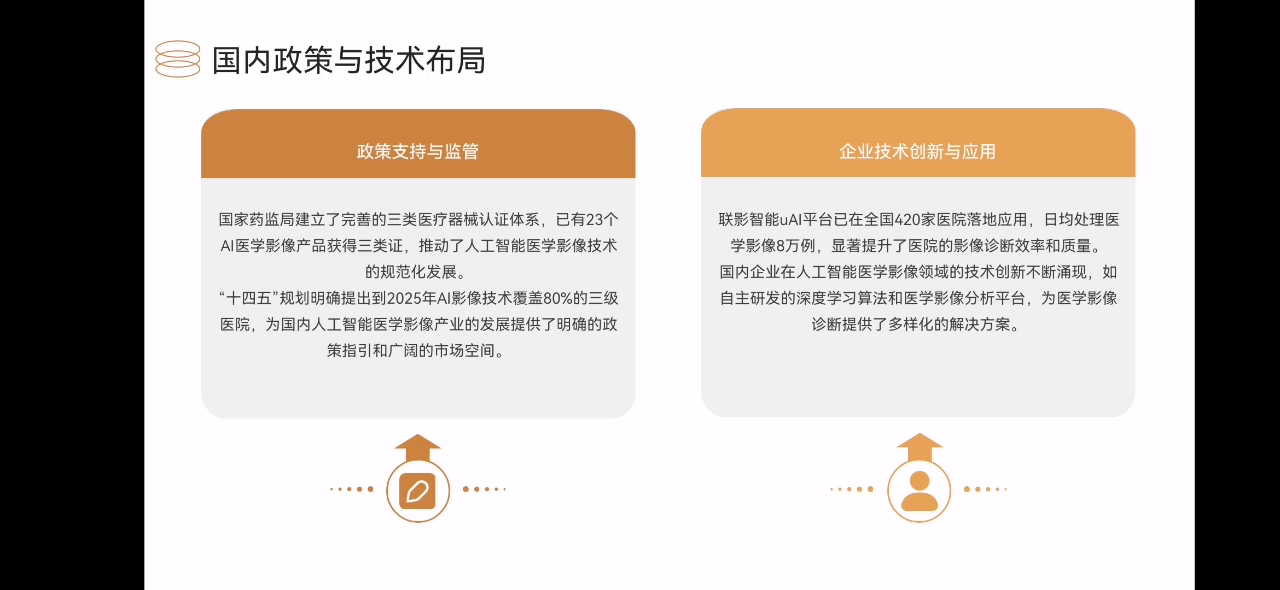 国内政策与技术布局
政策支持与监管
国家药监局建立了完善的三类医疗器械认证体系，已有23个
AI医学影像产品获得三类证，推动了人工智能医学影像技术
的规范化发展。
“十四五”规划明确提出到2025年AI影像技术覆盖80%的三级
医院，为国内人工智能医学影像产业的发展提供了明确的政
策指引和广阔的市场空间。
企业技术创新与应用
联影智能uAI平台已在全国420家医院落地应用，日均处理医
学影像8万例，显著提升了医院的影像诊断效率和质量。
国内企业在人工智能医学影像领域的技术创新不断涌现，如
自主研发的深度学习算法和医学影像分析平台，为医学影像
诊断提供了多样化的解决方案。